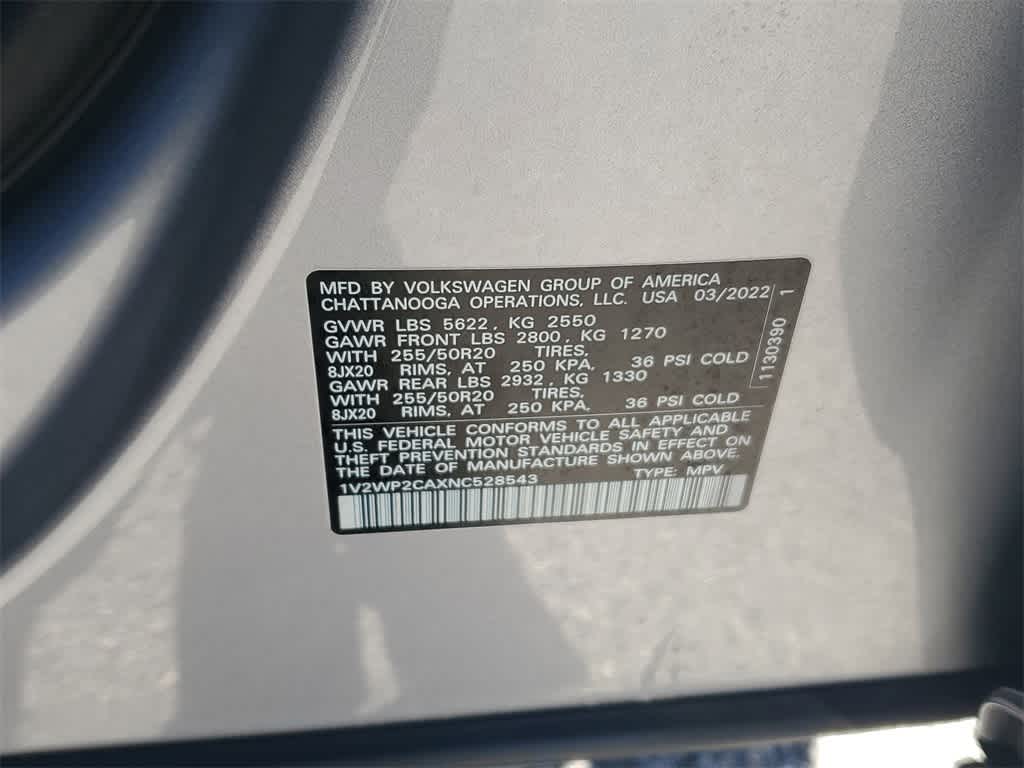 MFD BY VOLKSWAGEN GROUP OF AMERICA
CHATTANOOGA OPERATIONS, LLC. USA 03/2022
GVWR LBS 5622, KG 2550
GAWR FRONT LBS 2800, KG 1270
WITH 255/50R20 TIRES,
8JX20 RIMS, AT 250 KPA, 36 PSI COLD
GAWR REAR LBS 2932, KG 1330
WITH 255/50R20 TIRES,
8JX20 RIMS, AT 250 KPA, 36 PSI COLD
THIS VEHICLE CONFORMS TO ALL APPLICABLE
U.S. FEDERAL MOTOR VEHICLE SAFETY AND
THEFT PREVENTION STANDARDS IN EFFECT ON
THE DATE OF MANUFACTURE SHOWN ABOVE.
1V2WP2CAXNC528543 TYPE: MPV
1130390 1